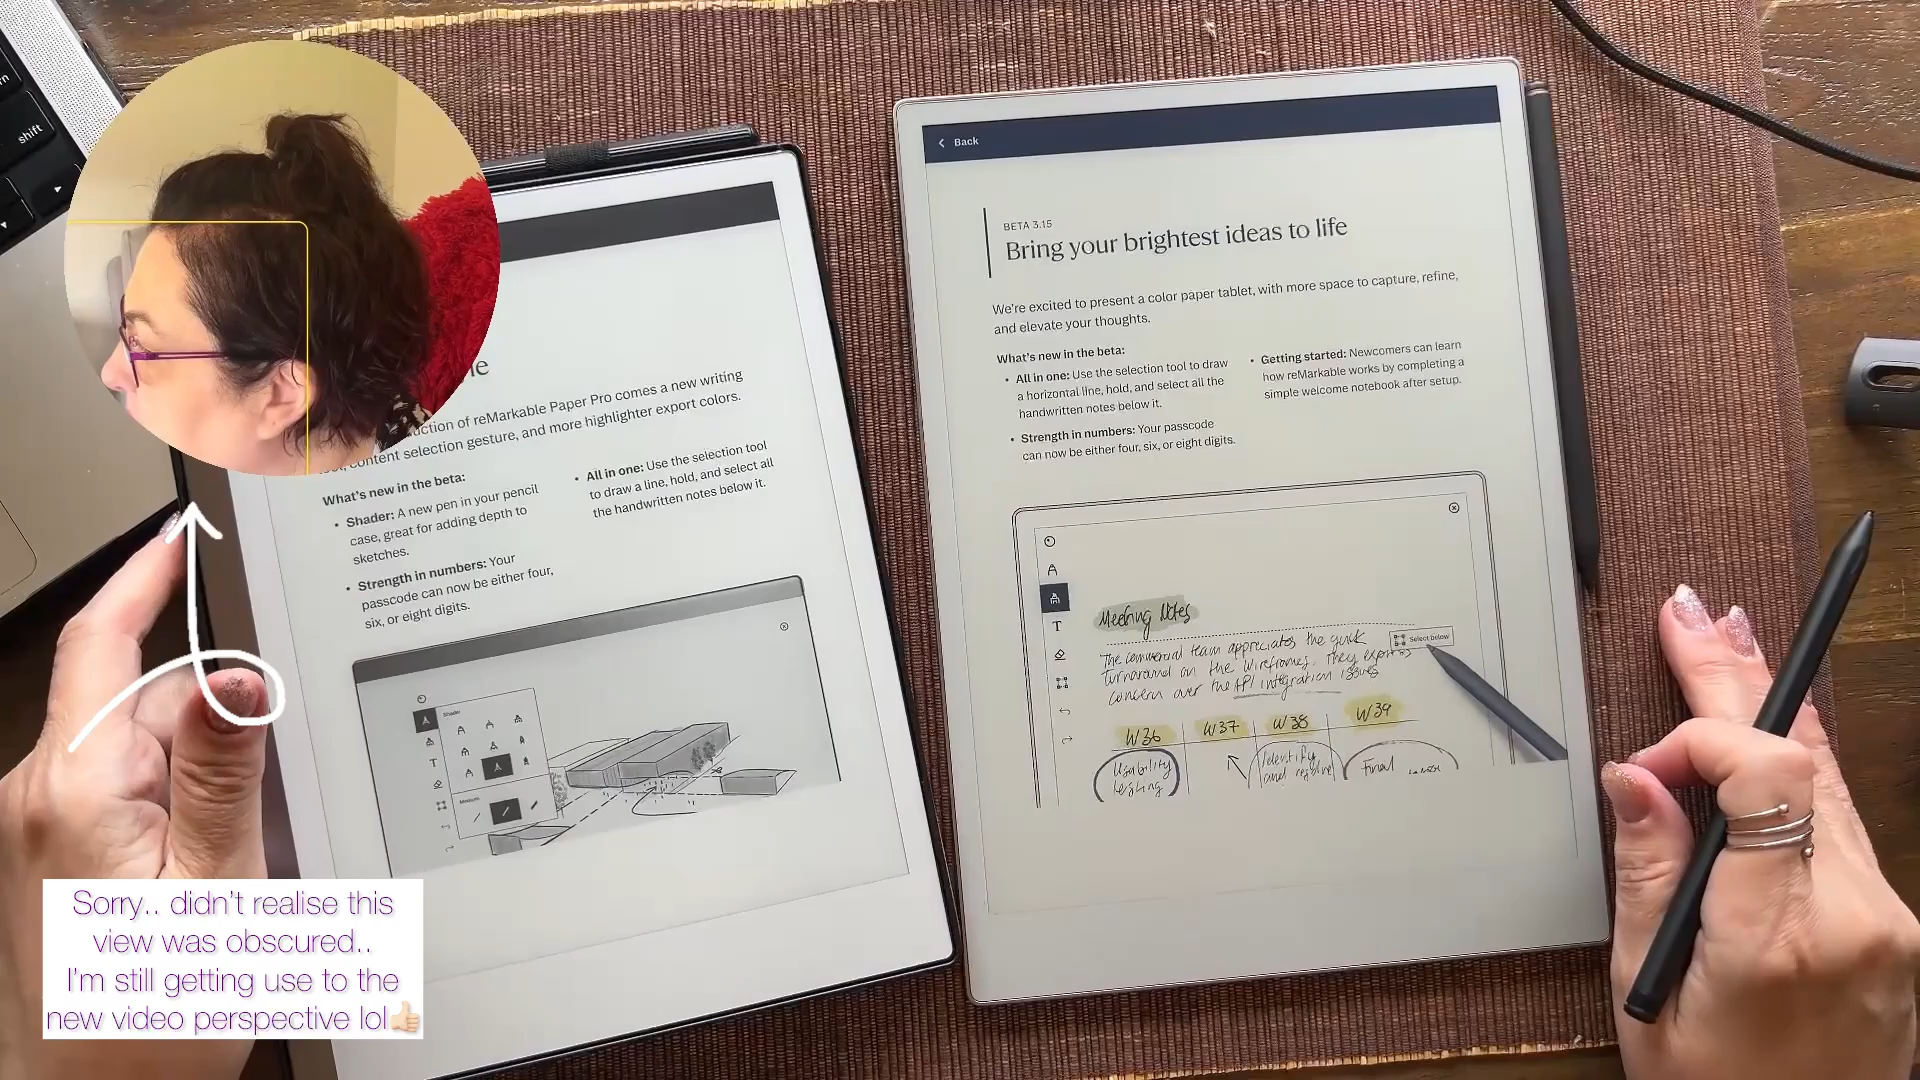 shift
ne
uction of reMarkable Paper Pro comes a new writing
content selection gesture, and more highlighter export colors.
What's new in the beta:
• Shader: A new pen in your pencil
case, great for adding depth to
sketches.
• Strength in numbers: Your
passcode can now be either four,
six, or eight digits.
• All in one: Use the selection tool
to draw a line, hold, and select all
the handwritten notes below it.
Shader
Medium
T
Back
BETA 3.15
Bring your brightest ideas to life
We're excited to present a color paper tablet, with more space to capture, refine,
and elevate your thoughts.
What's new in the beta:
• All in one: Use the selection tool to draw
a horizontal line, hold, and select all the
handwritten notes below it.
• Strength in numbers: Your passcode
can now be either four, six, or eight digits.
• Getting started: Newcomers can learn
how reMarkable works by completing a
simple welcome notebook after setup.
T
Meeting Notes
Select below
The commercial team appreciates the quick
turnaround on the wireframes. They express
concern over the API integration issues
W36 W37 W38 W39
Usability
testing
Identify
and resolve
Final
Sorry.. didn't realise this
view was obscured..
I'm still getting use to the
new video perspective lol👍🏻